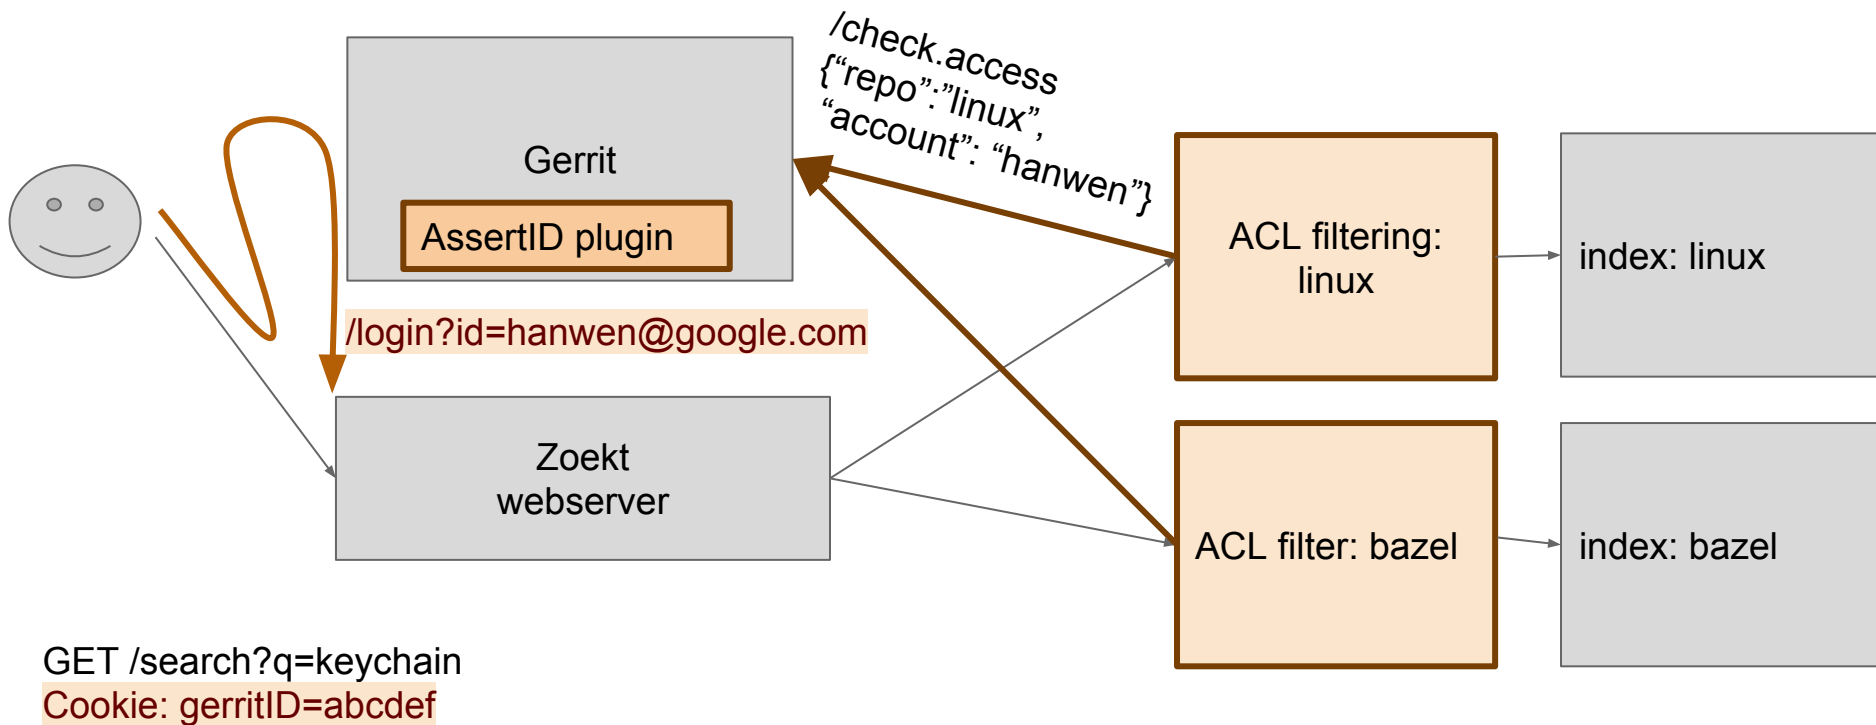 Gerrit
AssertID plugin
/check.access
{“repo”:”linux”,
“account”: “hanwen”}
/login?id=hanwen@google.com
Zoekt
webserver
ACL filtering:
linux
index: linux
ACL filter: bazel
index: bazel
GET /search?q=keychain
Cookie: gerritID=abcdef